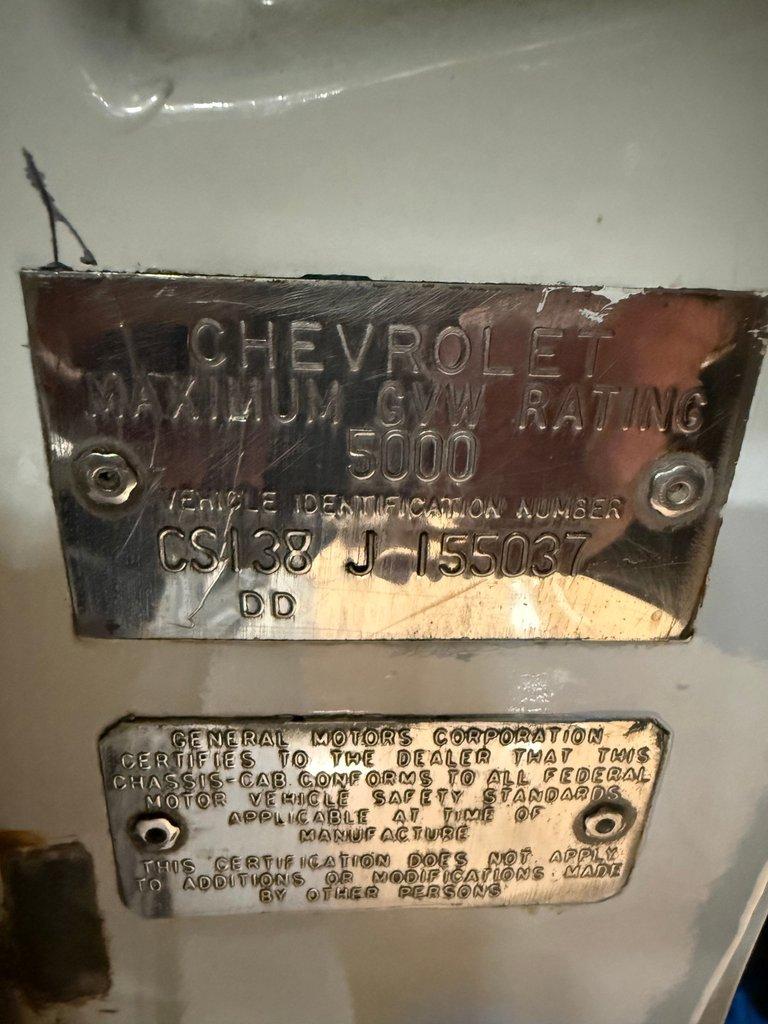 CHEVROLET
MAXIMUM GVW RATING
5000
VEHICLE IDENTIFICATION NUMBER
CS138 J 155037
DD
GENERAL MOTORS CORPORATION
CERTIFIES TO THE DEALER THAT THIS
CHASSIS-CAB CONFORMS TO ALL FEDERAL
MOTOR VEHICLE SAFETY STANDARDS
APPLICABLE AT TIME OF
MANUFACTURE
THIS CERTIFICATION DOES NOT APPLY
TO ADDITIONS OR MODIFICATIONS MADE
BY OTHER PERSONS